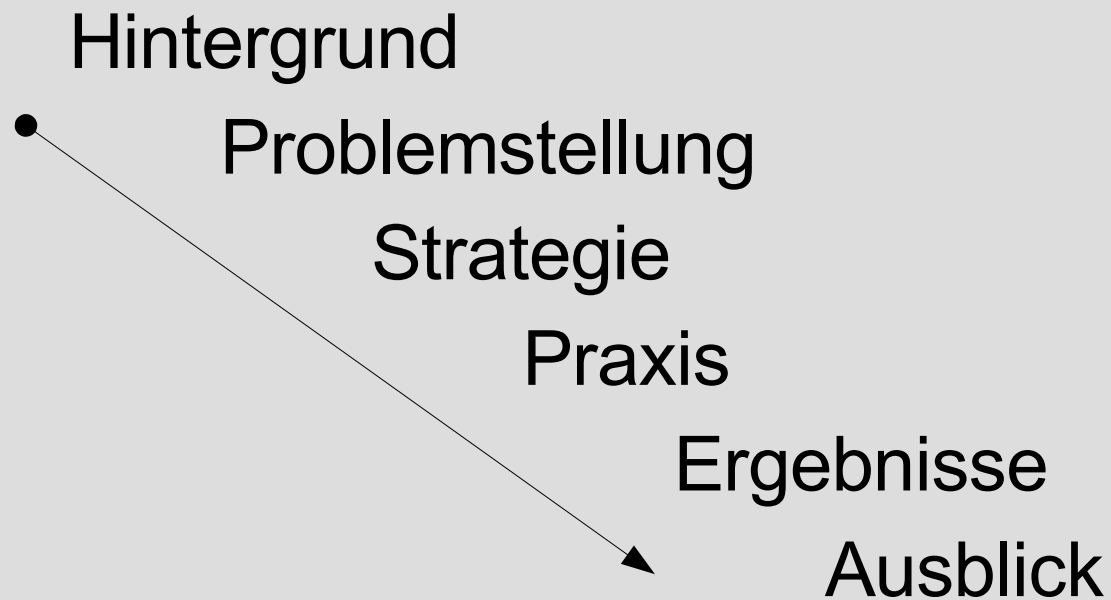 Hintergrund
Problemstellung
Strategie
Praxis
Ergebnisse
Ausblick